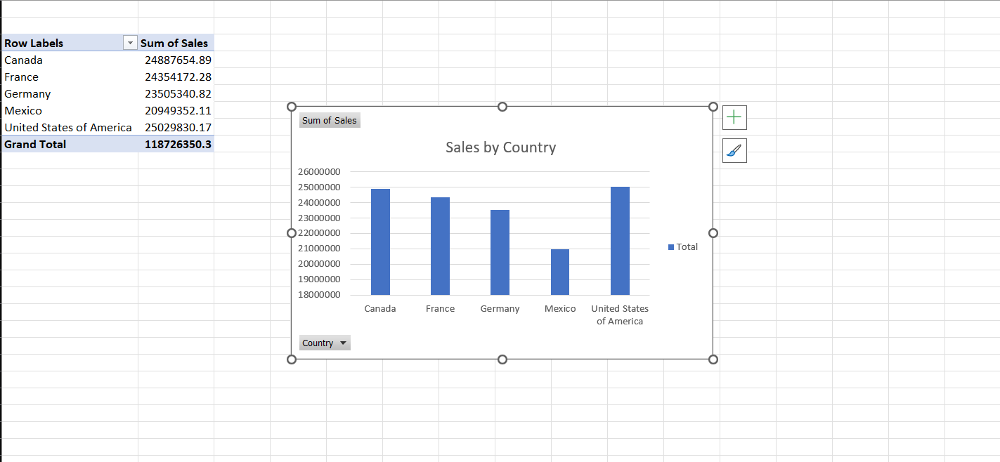 Row Labels Sum of Sales
Canada 24887654.89
France 24354172.28
Germany 23505340.82
Mexico 20949352.11
United States of America 25029830.17
Grand Total 118726350.3
Sum of Sales
Sales by Country
26000000
25000000
24000000
23000000
22000000
21000000
20000000
19000000
18000000
Canada France Germany Mexico United States
of America
Total
Country